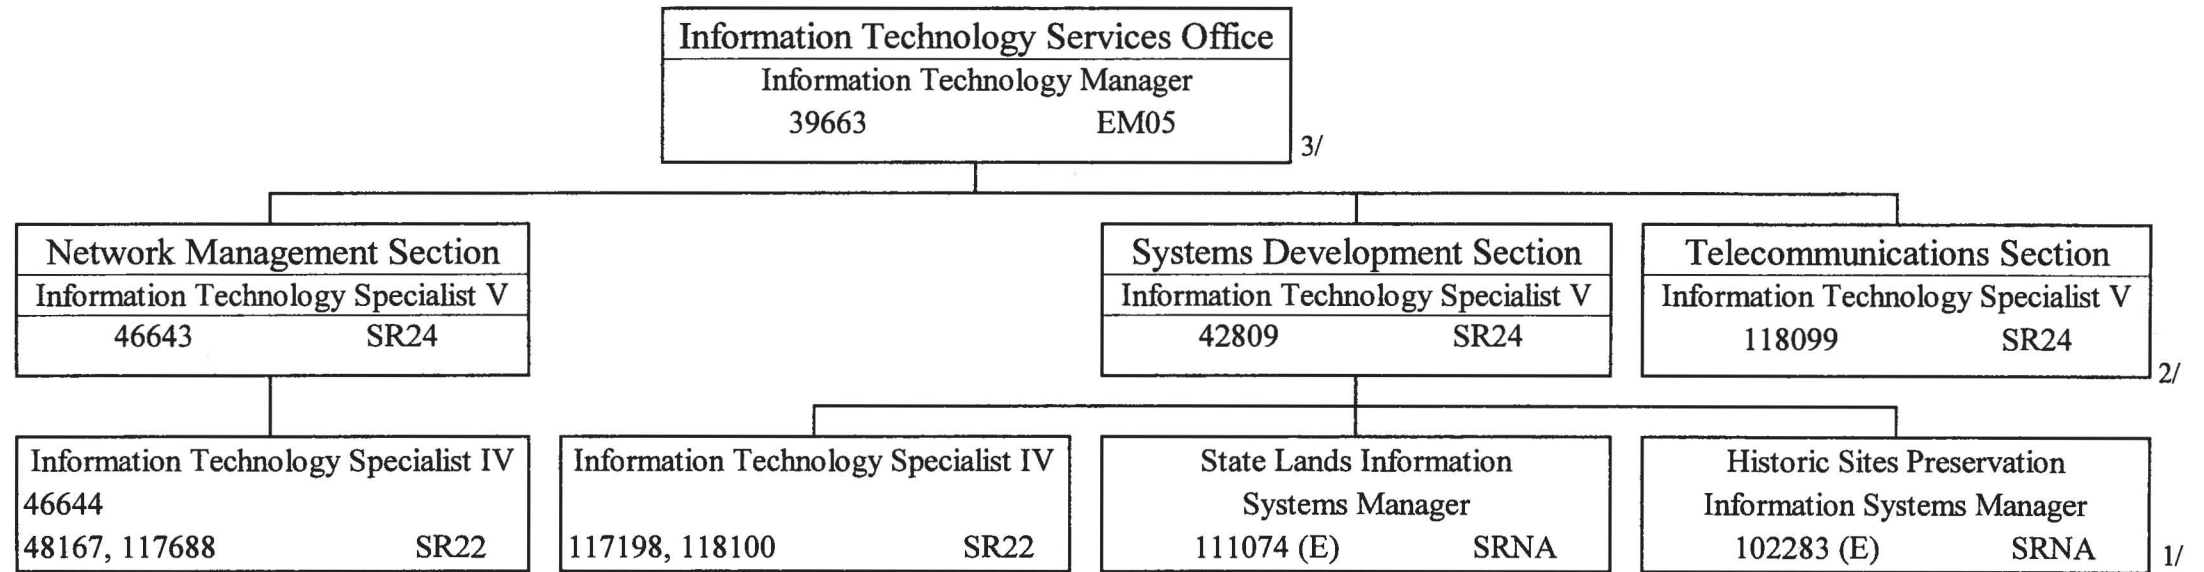 Information Technology Services Office
Information Technology Manager
39663 EM05
3/
Network Management Section
Information Technology Specialist V
46643 SR24
Systems Development Section
Information Technology Specialist V
42809 SR24
Telecommunications Section
Information Technology Specialist V
118099 SR24
2/
Information Technology Specialist IV
46644
48167, 117688 SR22
Information Technology Specialist IV
117198, 118100 SR22
State Lands Information
Systems Manager
111074 (E) SRNA
Historic Sites Preservation
Information Systems Manager
102283 (E) SRNA
1/